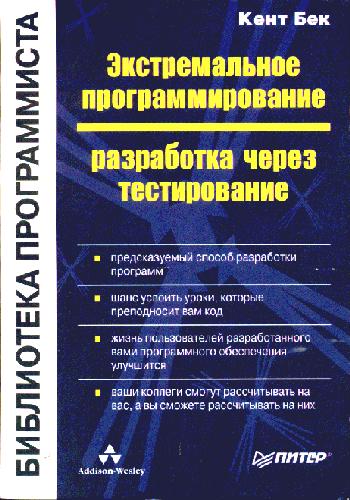 Кент Бек
БИБЛИОТЕКА ПРОГРАММИСТА
Экстремальное
программирование
разработка через
тестирование
предсказуемый способ разработки
программ
шанс усвоить уроки, которые
преподносит вам код
жизнь пользователей разработанного
вами программного обеспечения
улучшится
ваши коллеги смогут рассчитывать на
вас, а вы сможете рассчитывать на них
Addison-Wesley
ПИТЕР